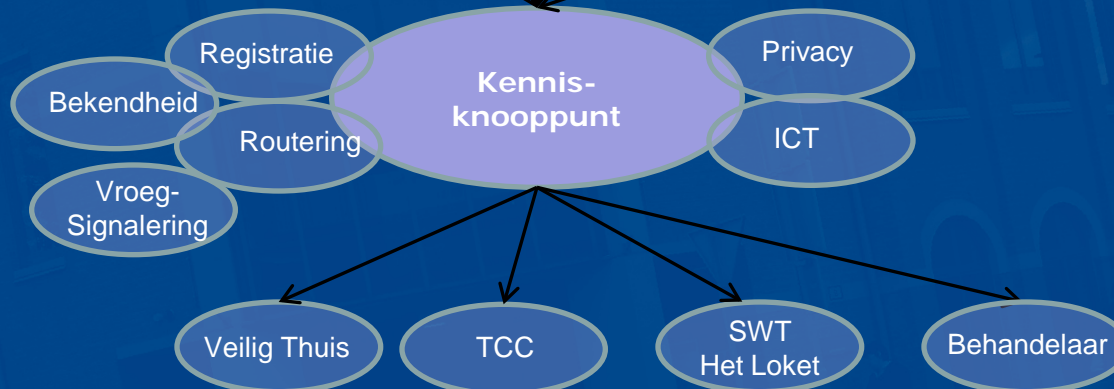 Registratie
Privacy
Kennis-
knooppunt
Bekendheid
Routering
ICT
Vroeg-
Signalering
Veilig Thuis
TCC
SWT
Het Loket
Behandelaar